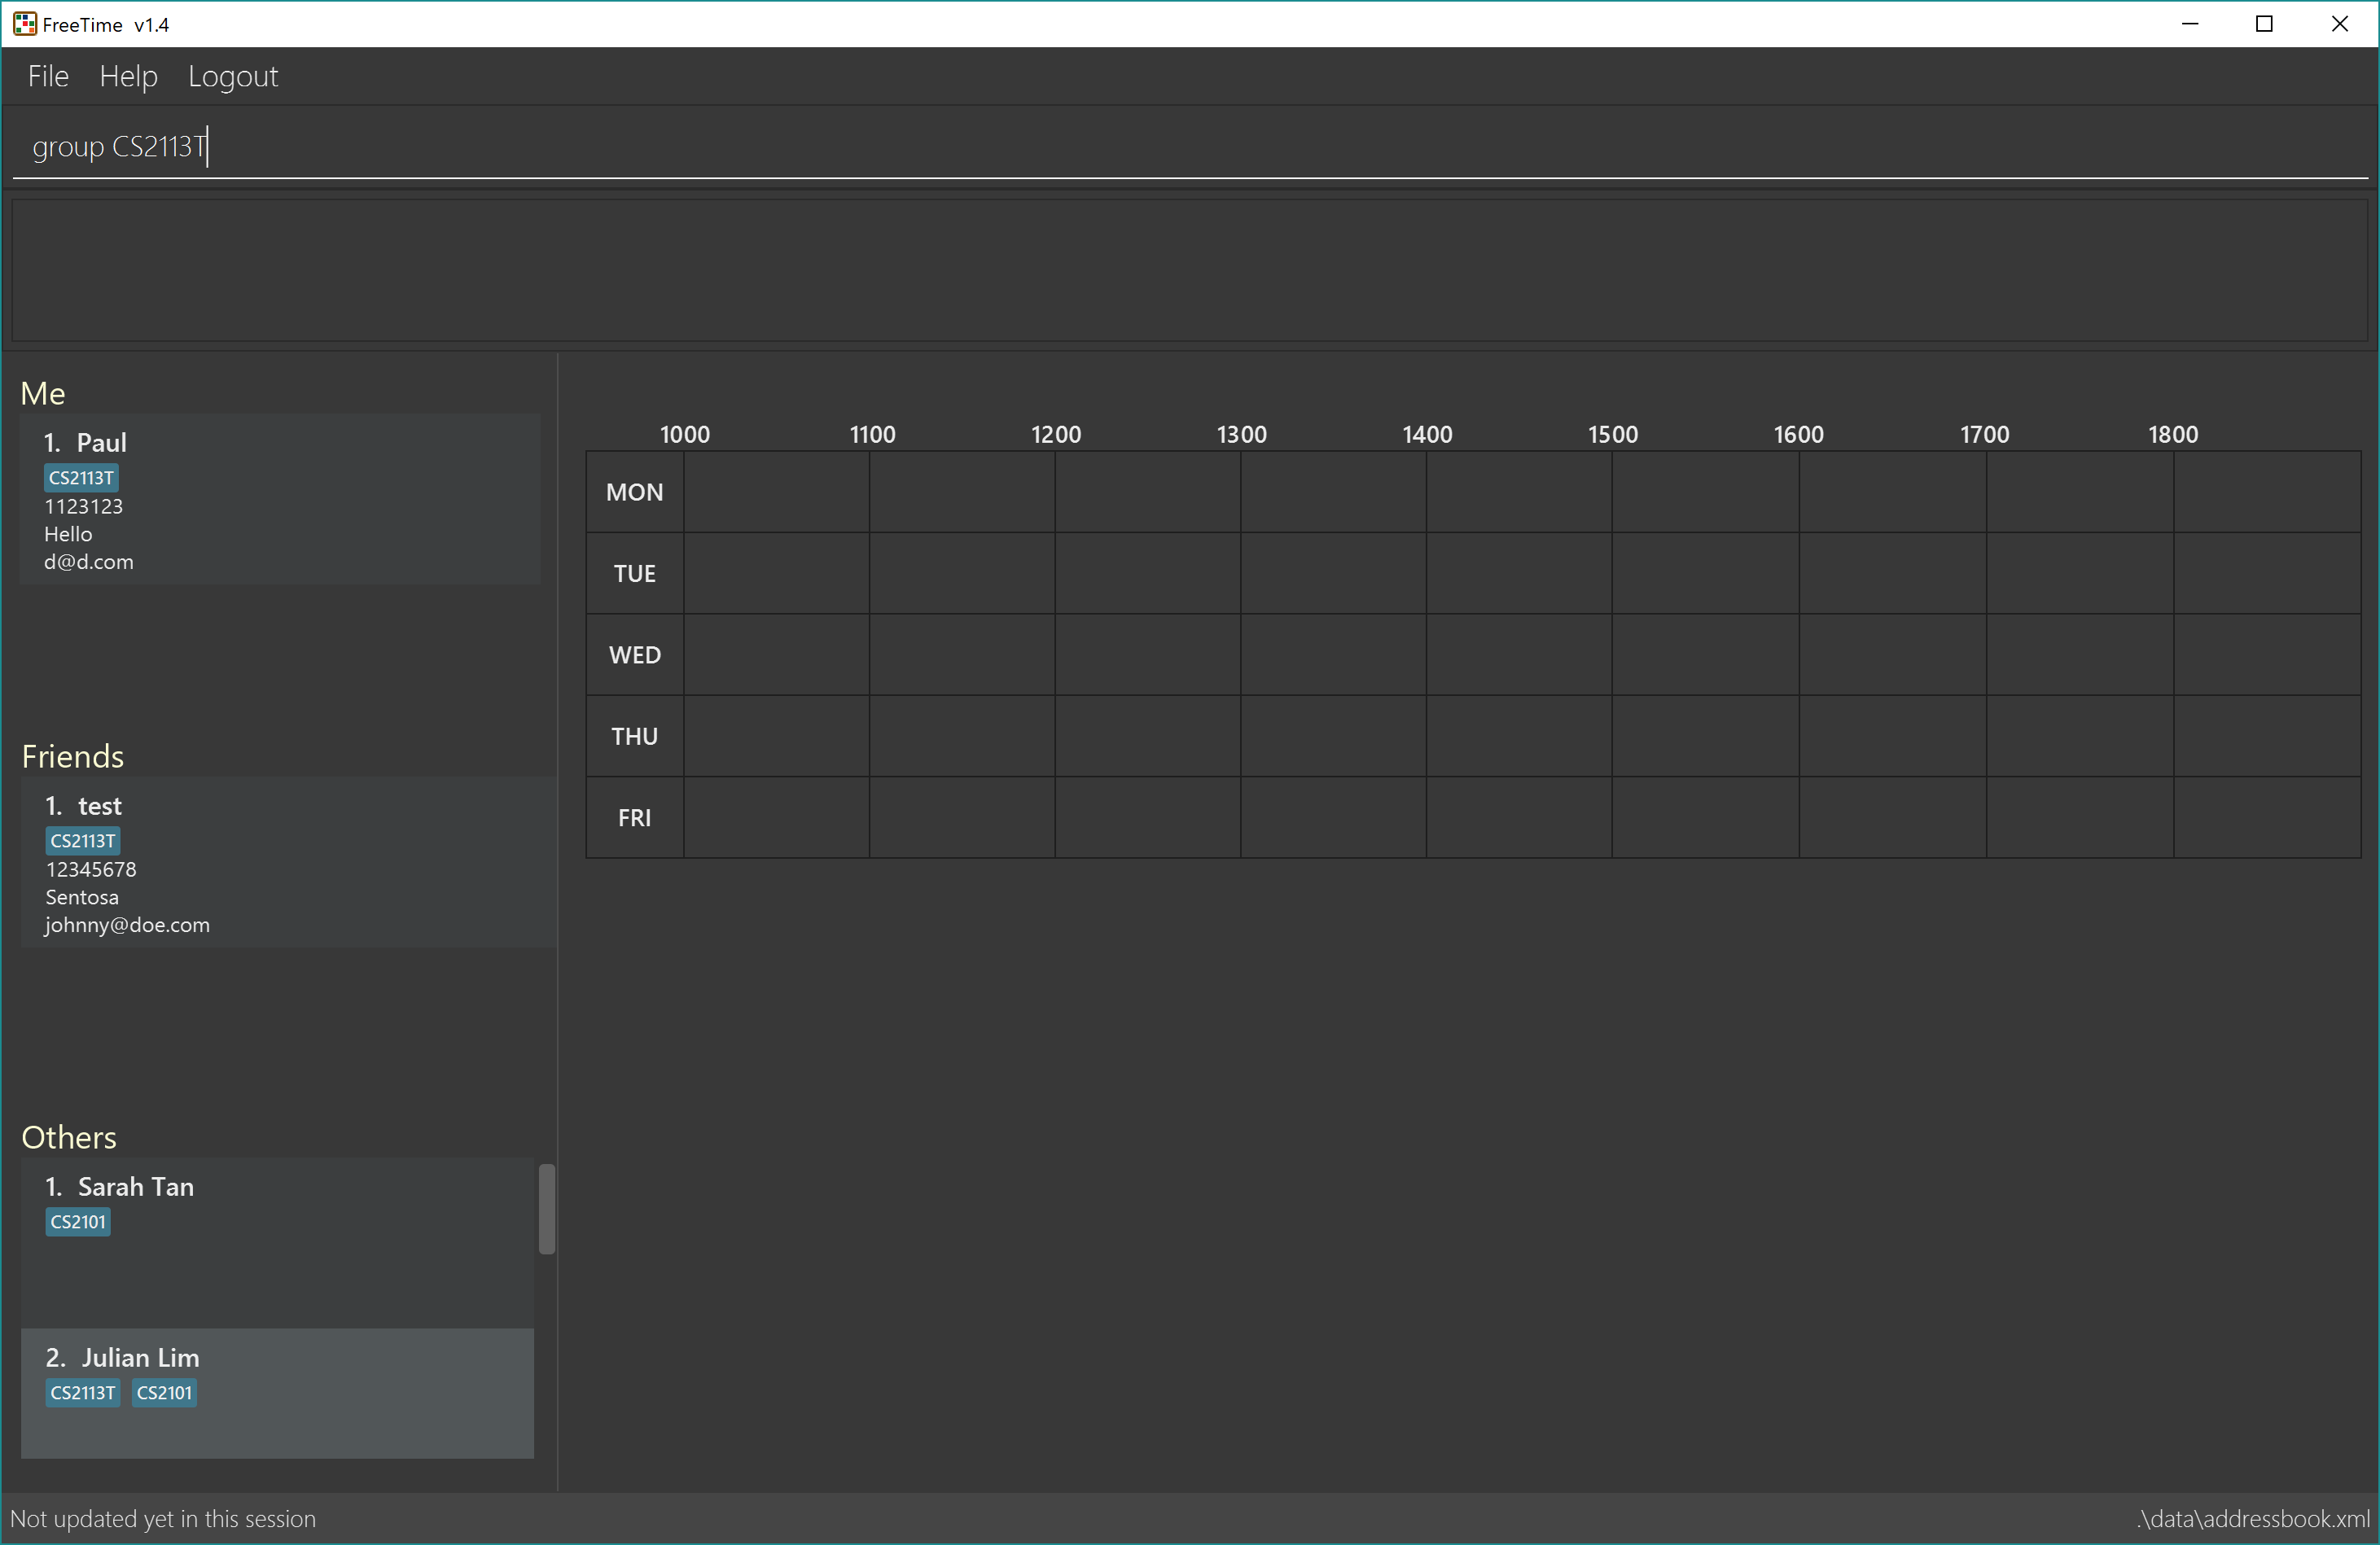 FreeTime v1.4
File Help Logout
group CS2113T
Me
1. Paul
CS2113T
1123123
Hello
d@d.com
Friends
1. test
CS2113T
12345678
Sentosa
johnny@doe.com
Others
1. Sarah Tan
CS2101
2. Julian Lim
CS2113T CS2101
1000 1100 1200 1300 1400 1500 1600 1700 1800
MON
TUE
WED
THU
FRI
Not updated yet in this session
.\data\addressbook.xml